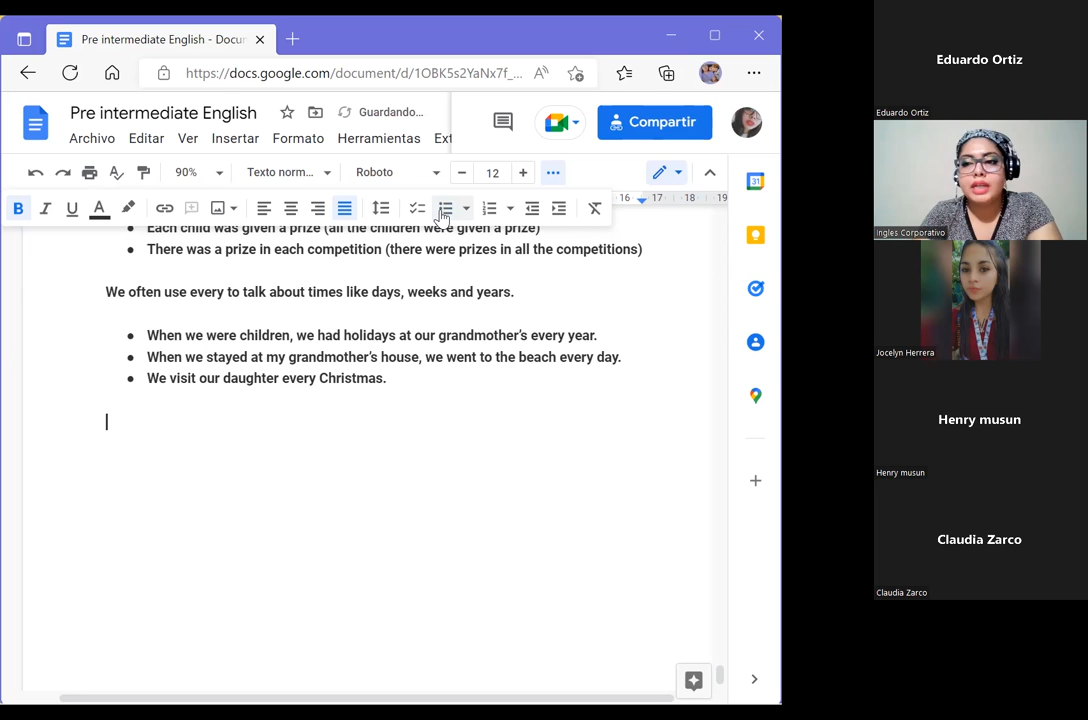 Pre intermediate English - Docur
https://docs.google.com/document/d/1OBK5s2YaNx7f_...
Pre intermediate English
Guardando...
Compartir
Archivo Editar Ver Insertar Formato Herramientas Ext
90% Texto norm... Roboto 12
16 17 18 19
Each child was given a prize (all the children were given a prize)
There was a prize in each competition (there were prizes in all the competitions)
We often use every to talk about times like days, weeks and years.
When we were children, we had holidays at our grandmother's every year.
When we stayed at my grandmother's house, we went to the beach every day.
We visit our daughter every Christmas.
Eduardo Ortiz
Eduardo Ortiz
Ingles Corporativo
Jocelyn Herrera
Henry musun
Henry musun
Claudia Zarco
Claudia Zarco